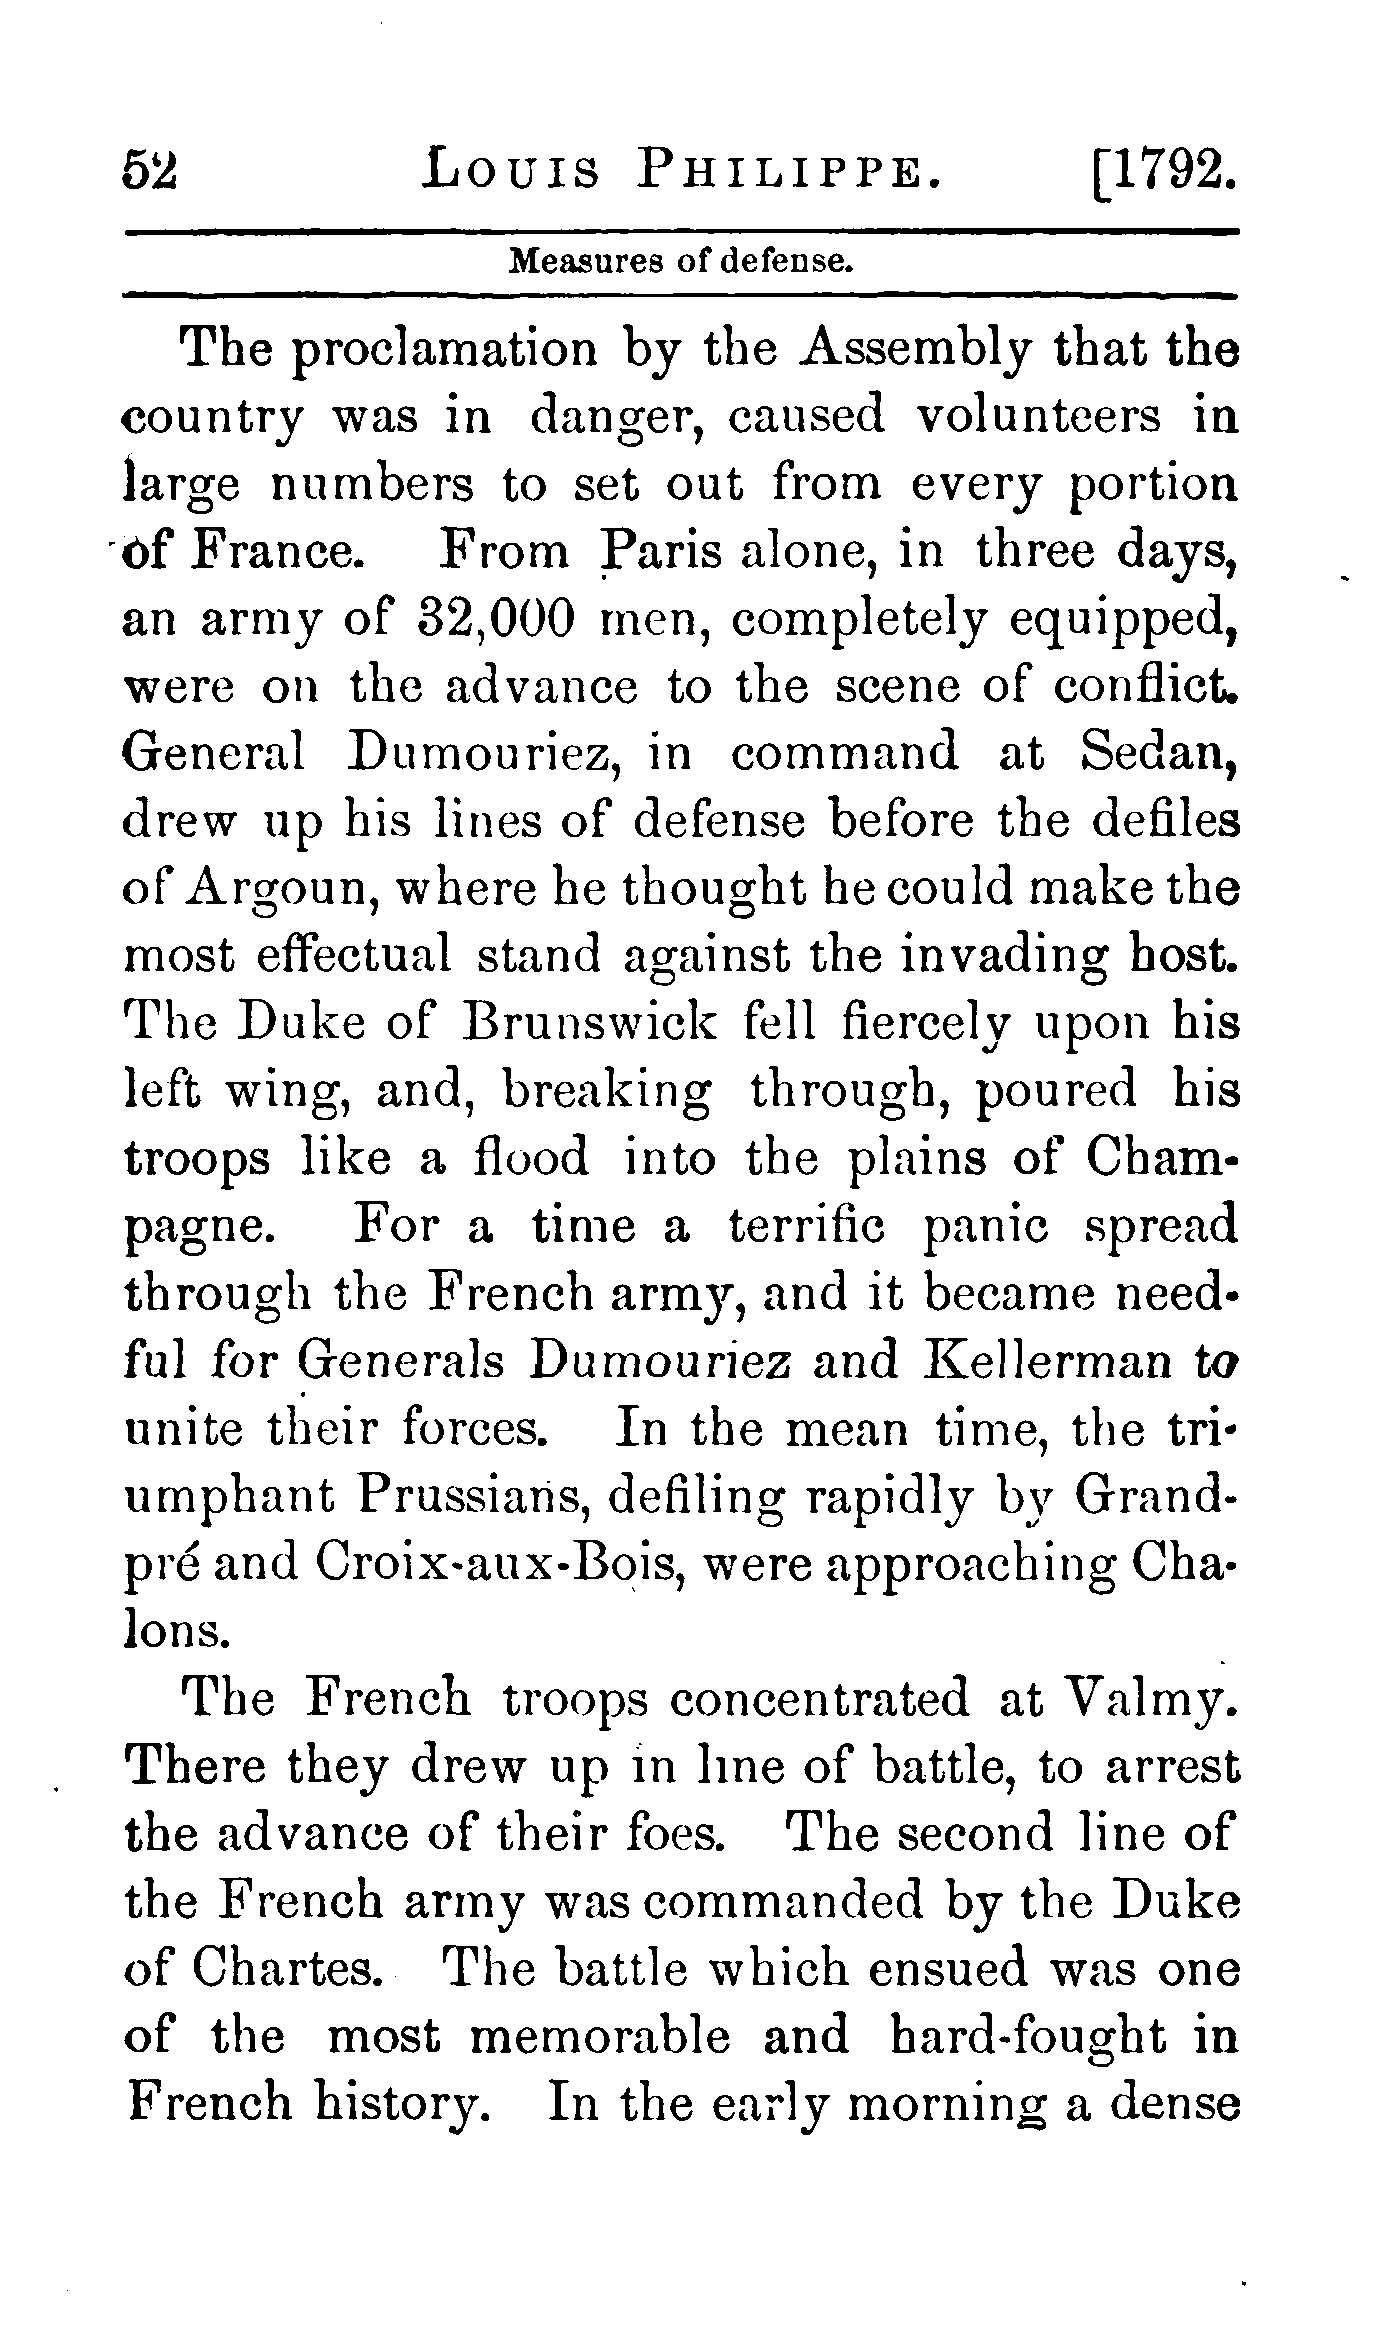 52 LOUIS PHILIPPE. [1792.
Measures of defense.
The proclamation by the Assembly that the
country was in danger, caused volunteers in
large numbers to set out from every portion
of France. From Paris alone, in three days,
an army of 32,000 men, completely equipped,
were on the advance to the scene of conflict.
General Dumouriez, in command at Sedan,
drew up his lines of defense before the defiles
of Argoun, where he thought he could make the
most effectual stand against the invading host.
The Duke of Brunswick fell fiercely upon his
left wing, and, breaking through, poured his
troops like a flood into the plains of Cham-
pagne. For a time a terrific panic spread
through the French army, and it became need-
ful for Generals Dumouriez and Kellerman to
unite their forces. In the mean time, the tri-
umphant Prussians, defiling rapidly by Grand-
pré and Croix-aux-Bois, were approaching Cha-
lons.
The French troops concentrated at Valmy.
There they drew up in line of battle, to arrest
the advance of their foes. The second line of
the French army was commanded by the Duke
of Chartes. The battle which ensued was one
of the most memorable and hard-fought in
French history. In the early morning a dense